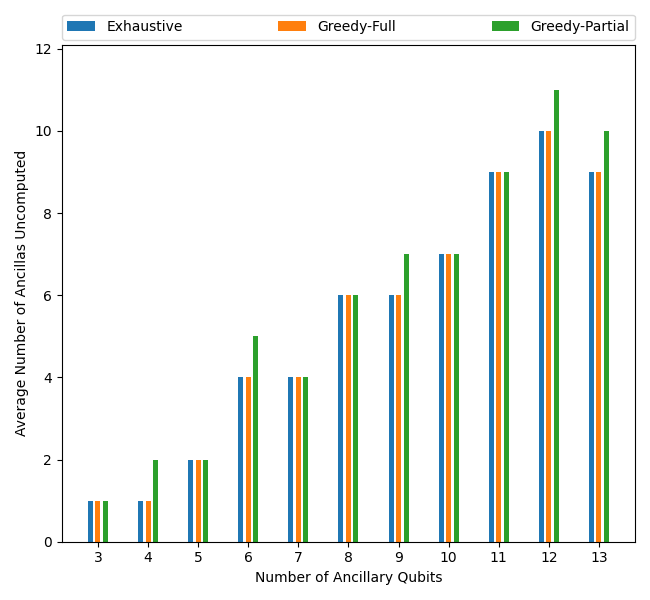 Exhaustive Greedy-Full Greedy-Partial
12
10
8
6
4
2
0
Average Number of Ancillas Uncomputed
3 4 5 6 7 8 9 10 11 12 13
Number of Ancillary Qubits